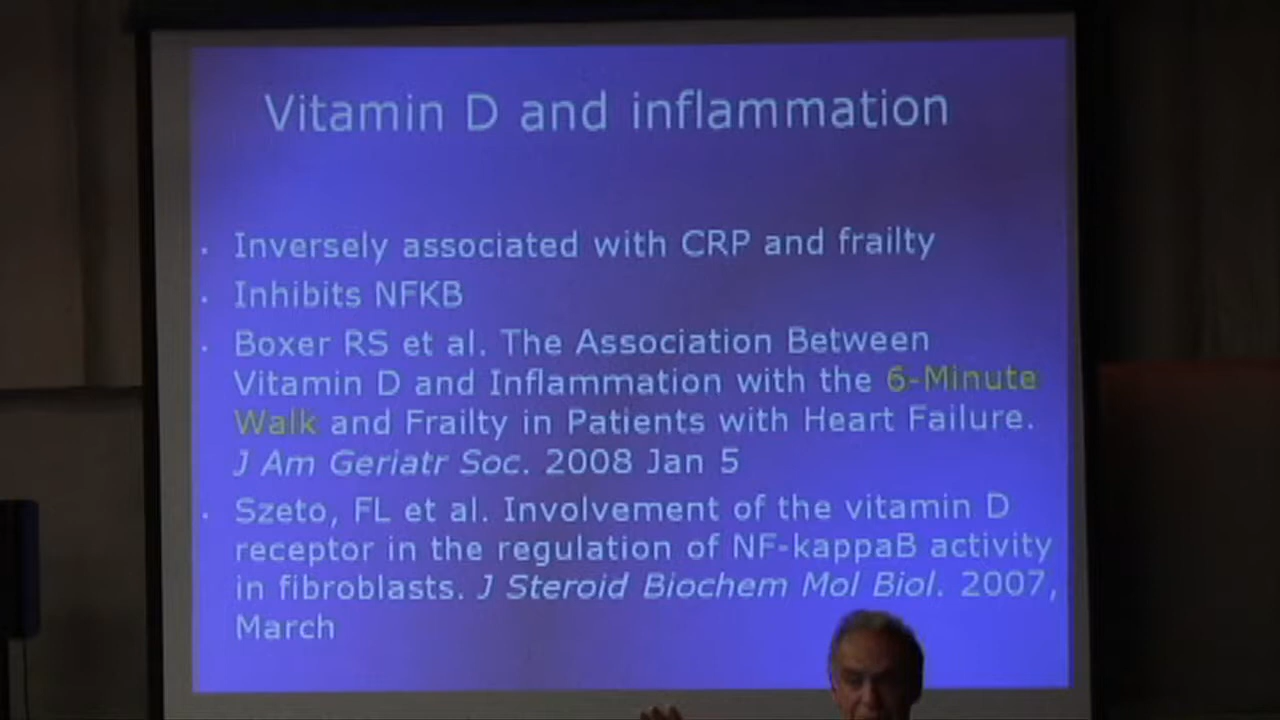 Vitamin D and inflammation
Inversely associated with CRP and frailty
Inhibits NFKB
Boxer RS et al. The Association Between
Vitamin D and Inflammation with the 6-Minute
Walk and Frailty in Patients with Heart Failure.
J Am Geriatr Soc. 2008 Jan 5
Szeto, FL et al. Involvement of the vitamin D
receptor in the regulation of NF-kappaB activity
in fibroblasts. J Steroid Biochem Mol Biol. 2007,
March